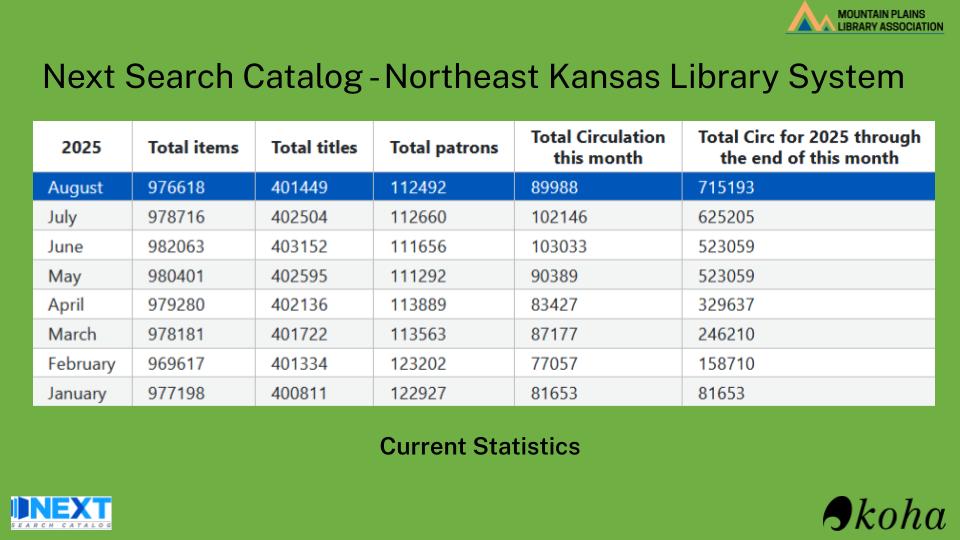 MOUNTAIN PLAINS
LIBRARY ASSOCIATION
Next Search Catalog - Northeast Kansas Library System
2025 Total items Total titles Total patrons Total Circulation this month Total Circ for 2025 through the end of this month
August 976618 401449 112492 89988 715193
July 978716 402504 112660 102146 625205
June 982063 403152 111656 103033 523059
May 980401 402595 111292 90389 523059
April 979280 402136 113889 83427 329637
March 978181 401722 113563 87177 246210
February 969617 401334 123202 77057 158710
January 977198 400811 122927 81653 81653
Current Statistics
NEXT
SEARCH CATALOG
koha